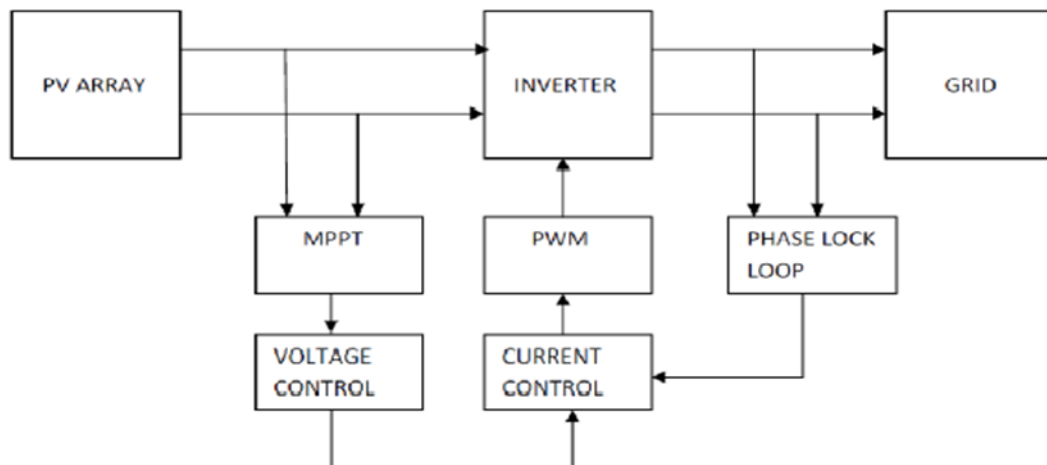 PV ARRAY
INVERTER
GRID
MPPT
PWM
PHASE LOCK
LOOP
VOLTAGE
CONTROL
CURRENT
CONTROL